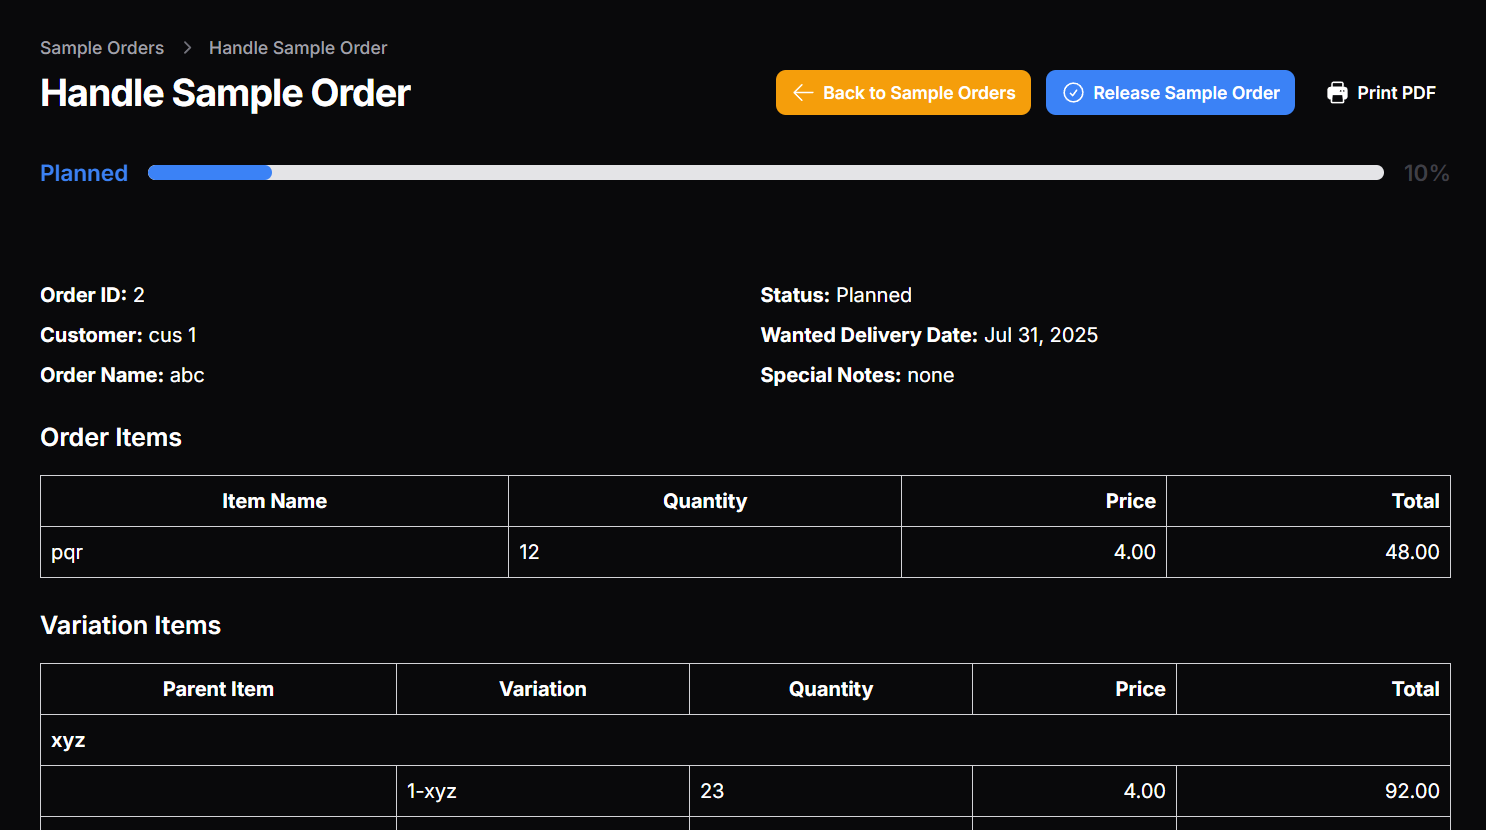 Sample Orders > Handle Sample Order
Handle Sample Order
Back to Sample Orders
Release Sample Order
Print PDF
Planned
10%
Order ID: 2
Customer: cus 1
Order Name: abc
Status: Planned
Wanted Delivery Date: Jul 31, 2025
Special Notes: none
Order Items
Item Name Quantity Price Total
pqr 12 4.00 48.00
Variation Items
Parent Item Variation Quantity Price Total
xyz
1-xyz 23 4.00 92.00